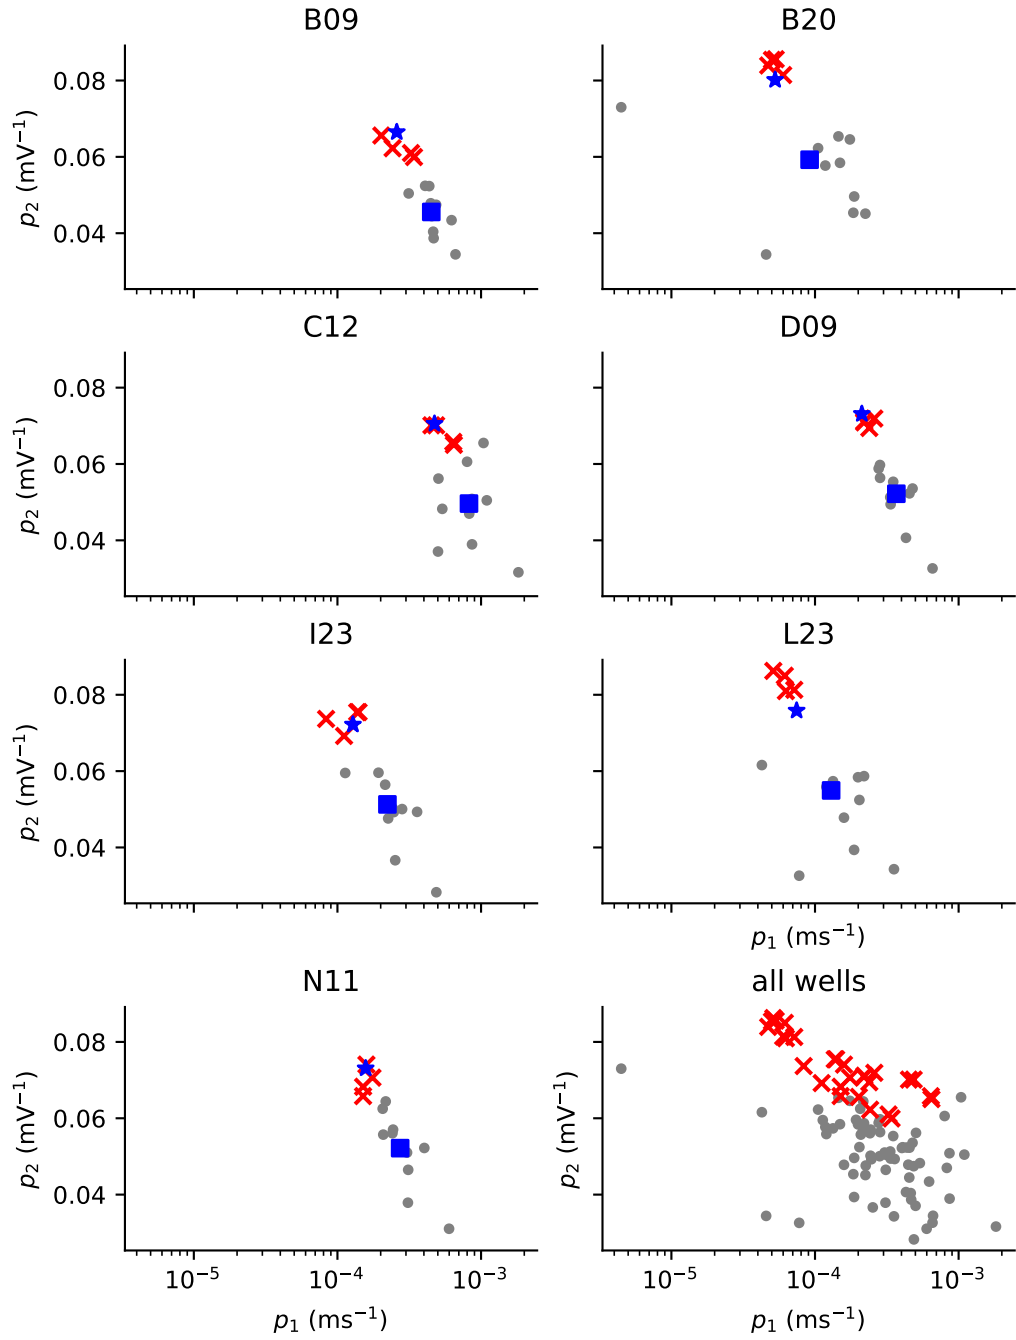 B09
B20
0.08
0.06
0.04
p₂ (mV⁻¹)
C12
D09
0.08
0.06
0.04
p₂ (mV⁻¹)
I23
L23
0.08
0.06
0.04
p₂ (mV⁻¹)
p₁ (ms⁻¹)
N11
all wells
0.08
0.06
0.04
p₂ (mV⁻¹)
p₂ (mV⁻¹)
10⁻⁵ 10⁻⁴ 10⁻³
10⁻⁵ 10⁻⁴ 10⁻³
p₁ (ms⁻¹)
p₁ (ms⁻¹)